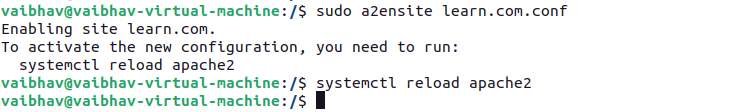 vaibhav@vaibhav-virtual-machine:/$ sudo a2ensite learn.com.conf
Enabling site learn.com.
To activate the new configuration, you need to run:
  systemctl reload apache2
vaibhav@vaibhav-virtual-machine:/$ systemctl reload apache2
vaibhav@vaibhav-virtual-machine:/$